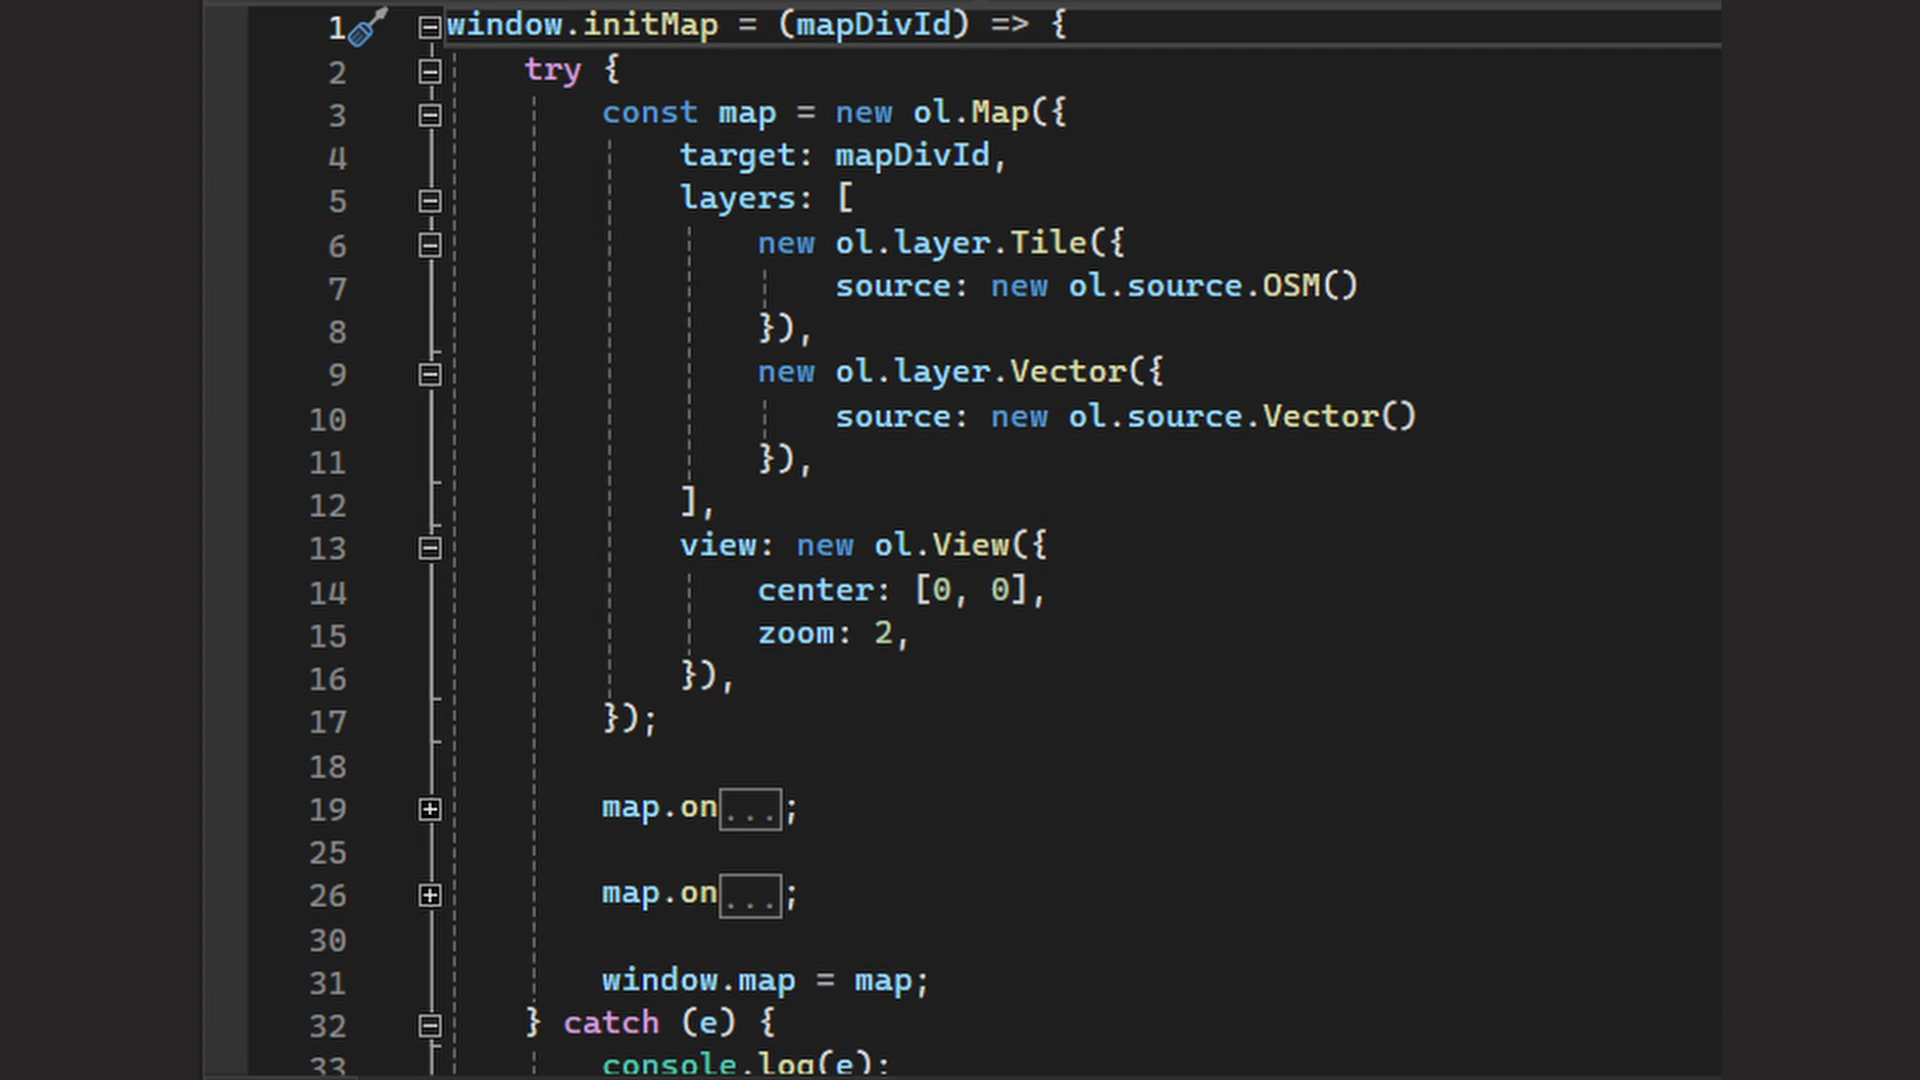 1 window.initMap = (mapDivId) => {
2 try {
3 const map = new ol.Map({
4 target: mapDivId,
5 layers: [
6 new ol.layer.Tile({
7 source: new ol.source.OSM()
8 }),
9 new ol.layer.Vector({
10 source: new ol.source.Vector()
11 }),
12 ],
13 view: new ol.View({
14 center: [0, 0],
15 zoom: 2,
16 }),
17 });
18
19 map.on...;
25
26 map.on...;
30
31 window.map = map;
32 } catch (e) {
33 console.log(e);